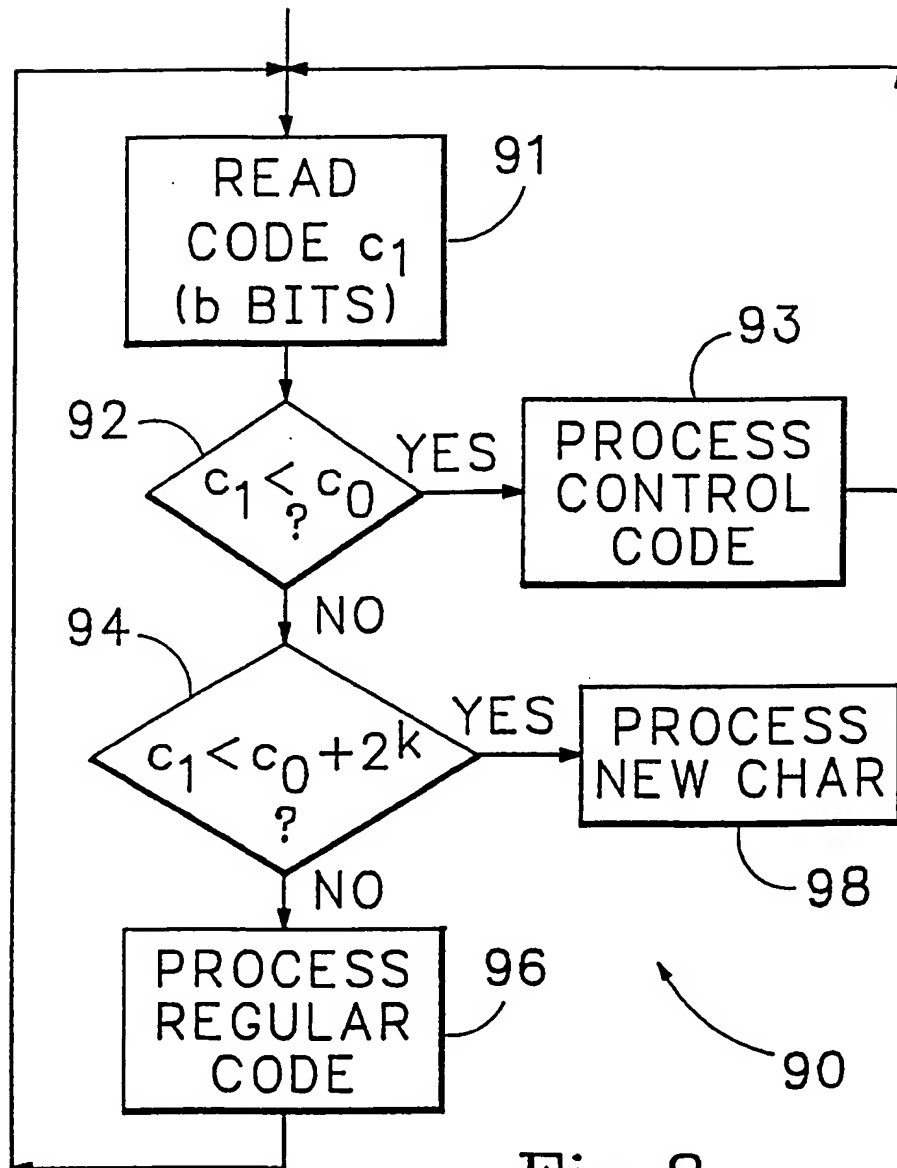 READ
CODE c₁
(b BITS)
91
92
c₁ < c₀
?
YES
93
PROCESS
CONTROL
CODE
NO
94
c₁ < c₀ + 2ᵏ
?
YES
PROCESS
NEW CHAR
98
NO
PROCESS
REGULAR
CODE
96
90